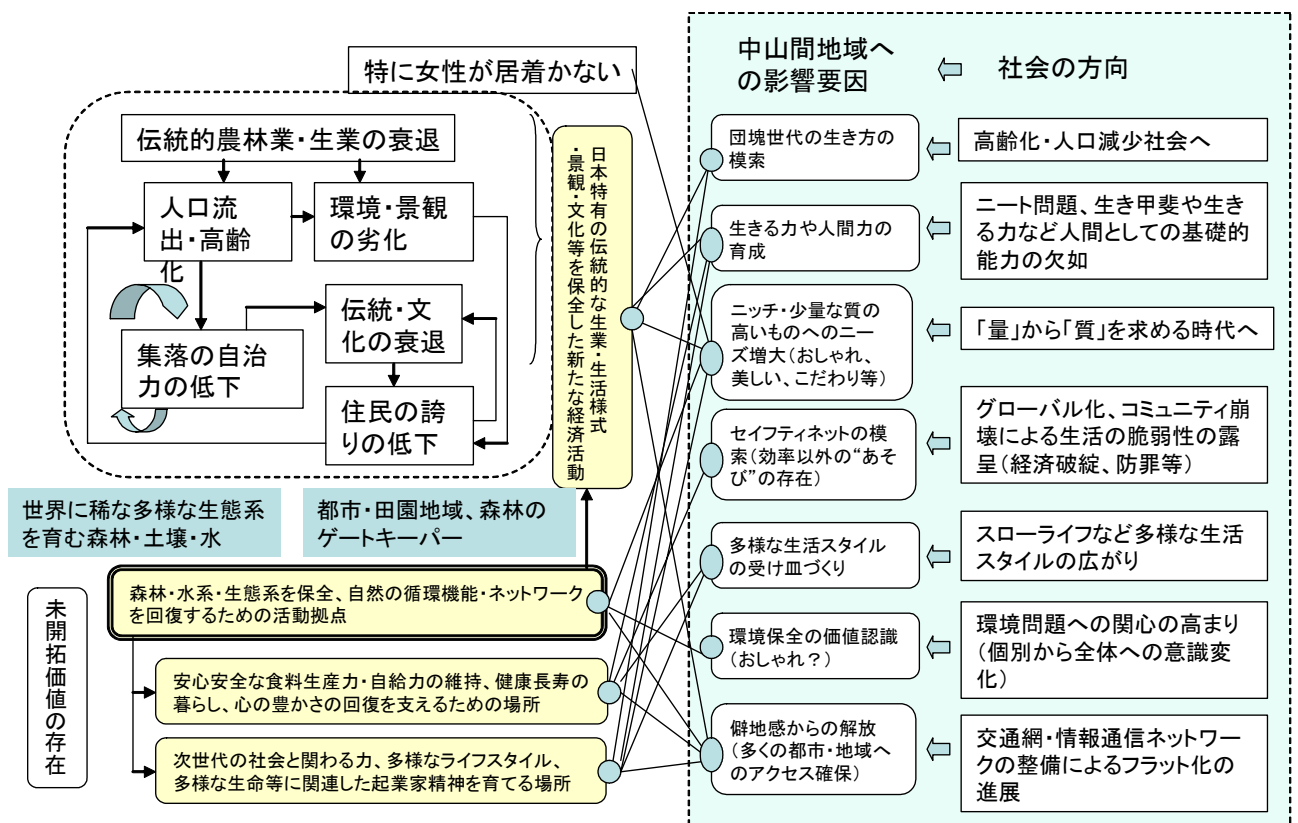 特に女性が居着かない
伝統的農林業・生業の衰退
人口流
出・高齢
化
環境・景観
の劣化
伝統・文
化の衰退
集落の自治
力の低下
住民の誇
りの低下
日本特有の伝統的な生業・生活様式
・景観・文化等を保全した新たな経済活動
世界に稀な多様な生態系
を育む森林・土壌・水
都市・田園地域、森林の
ゲートキーパー
未開拓価値の存在
森林・水系・生態系を保全、自然の循環機能・ネットワーク
を回復するための活動拠点
安心安全な食料生産力・自給力の維持、健康長寿の
暮らし、心の豊かさの回復を支えるための場所
次世代の社会と関わる力、多様なライフスタイル、
多様な生命等に関連した起業家精神を育てる場所
中山間地域へ
の影響要因
社会の方向
団塊世代の生き方の
模索
高齢化・人口減少社会へ
生きる力や人間力の
育成
ニート問題、生き甲斐や生き
る力など人間としての基礎的
能力の欠如
ニッチ・少量な質の
高いものへのニー
ズ増大(おしゃれ、
美しい、こだわり等)
「量」から「質」を求める時代へ
セイフティネットの模
索(効率以外の“あそ
び”の存在)
グローバル化、コミュニティ崩
壊による生活の脆弱性の露
呈(経済破綻、防罪等)
多様な生活スタイル
の受け皿づくり
スローライフなど多様な生活
スタイルの広がり
環境保全の価値認識
(おしゃれ?)
環境問題への関心の高まり
(個別から全体への意識変
化)
僻地感からの解放
(多くの都市・地域へ
のアクセス確保)
交通網・情報通信ネットワー
クの整備によるフラット化の
進展